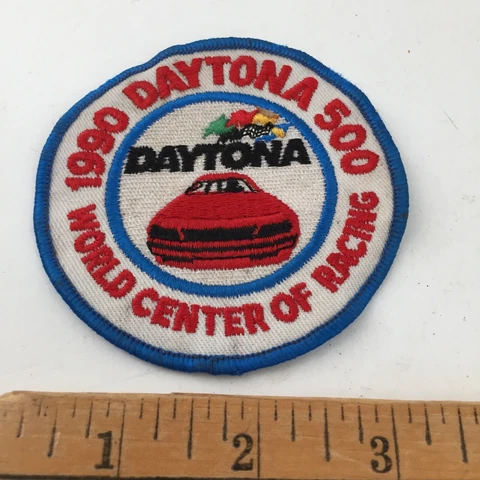 1990 DAYTONA 500
DAYTONA
WORLD CENTER OF RACING
1 2 3